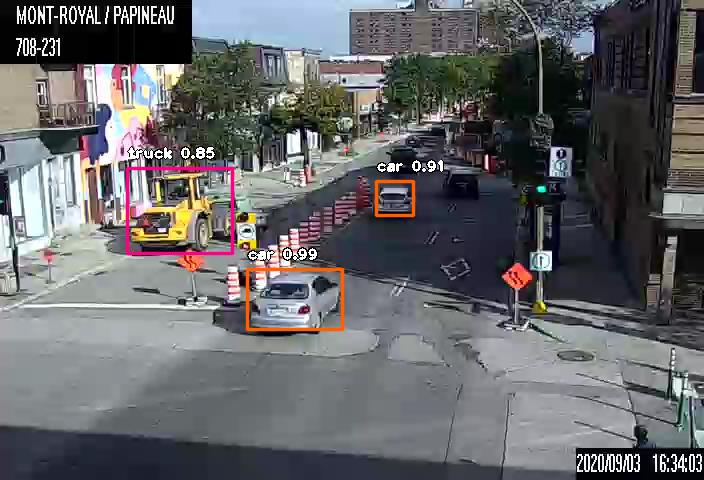 MONT-ROYAL / PAPINEAU
708-231
truck 0.85
car 0.91
car 0.99
2020/09/03 16:34:03